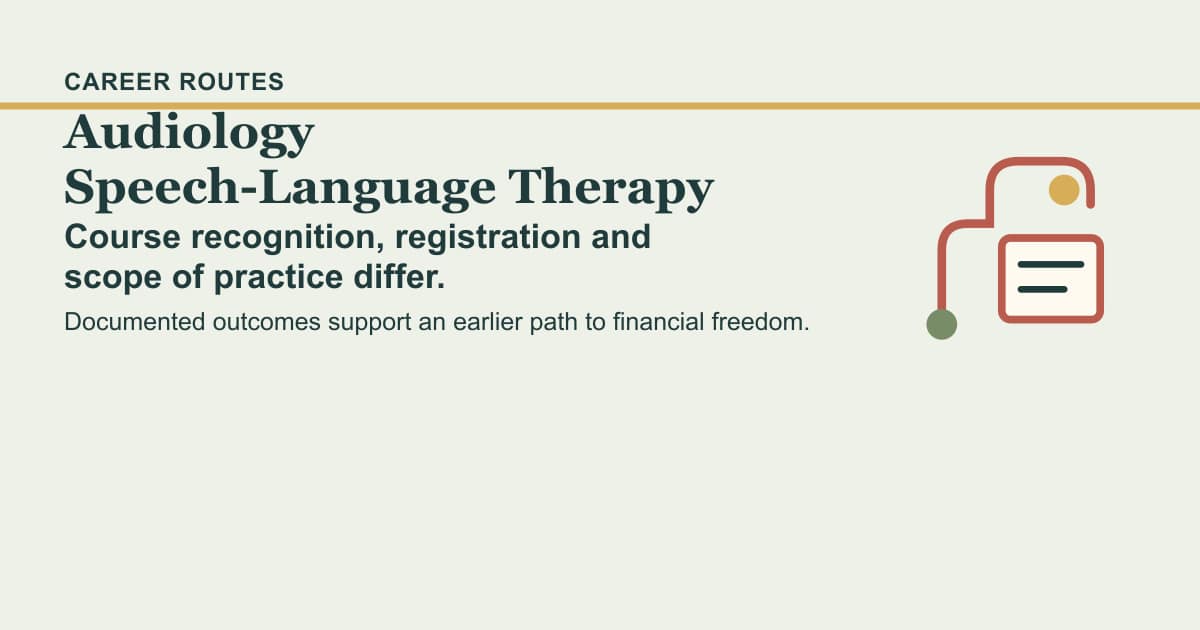 CAREER ROUTES
Audiology
Speech-Language Therapy
Course recognition, registration and
scope of practice differ.
Documented outcomes support an earlier path to financial freedom.